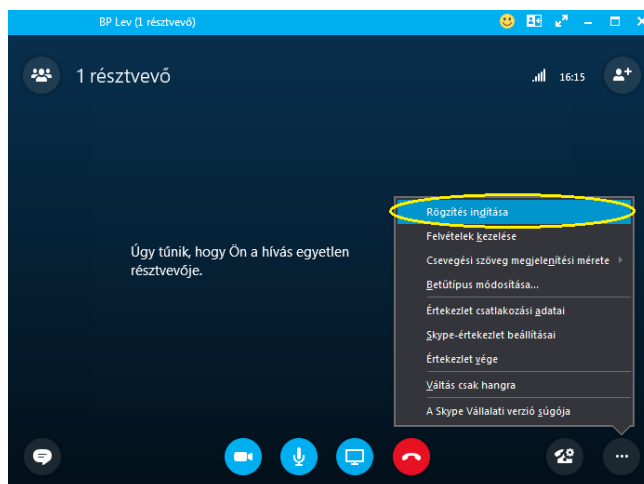 BP Lev (1 résztvevő)
1 résztvevő
16:15
Úgy tűnik, hogy Ön a hívás egyetlen
résztvevője.
Rögzítés indítása
Felvételek kezelése
Csevegési szöveg megjelenítési mérete
Betűtípus módosítása...
Értekezlet csatlakozási adatai
Skype-értekezlet beállításai
Értekezlet vége
Váltás csak hangra
A Skype Vállalati verzió súgója